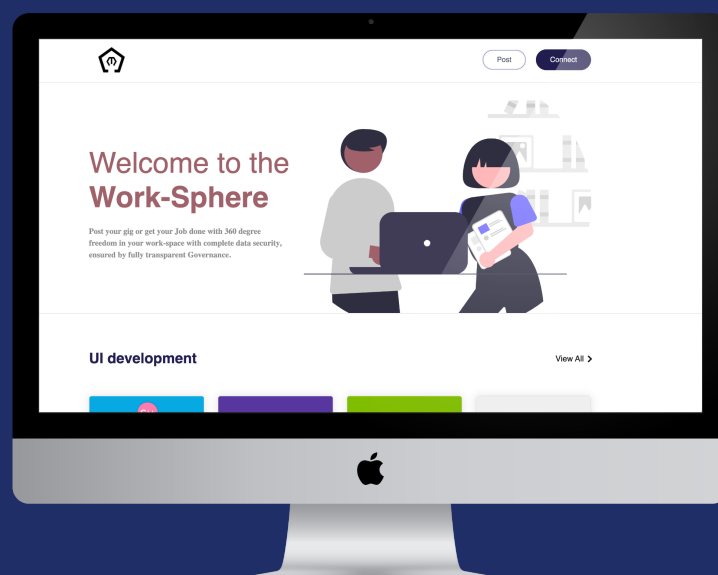 Post
Connect
Welcome to the
Work-Sphere
Post your gig or get your Job done with 360 degree
freedom in your work-space with complete data security,
ensured by fully transparent Governance.
UI development
View All